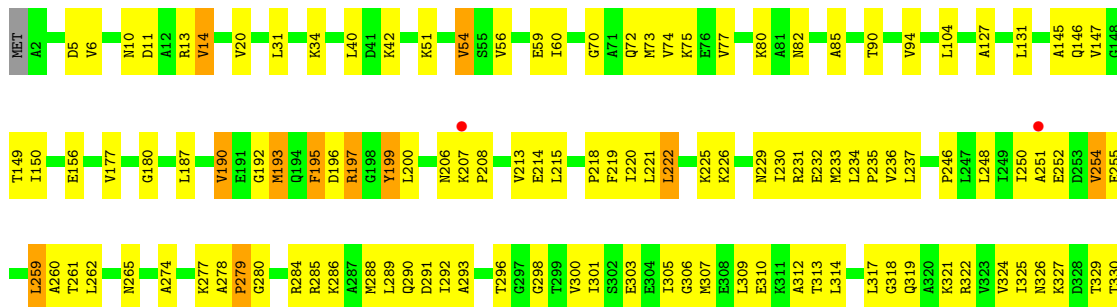 MET A2 D5 V6 N10 D11 A12 R13 V14 V20 L31 K34 L40 D41 K42 K51 V54 S55 V56 E59 I60 G70 A71 Q72 M73 V74 K75 E76 V77 K80 A81 N82 A85 T90 V94 L104 A127 L131 A145 Q146 V147 G148
T149 I150 E156 V177 G180 L187 V190 E191 G192 M193 Q194 F195 D196 R197 G198 Y199 L200 N206 K207 P208 V213 E214 L215 P218 F219 I220 L221 L222 K225 K226 N229 I230 R231 E232 M233 L234 P235 V236 L237 P246 L247 L248 I249 I250 A251 E252 D253 V254 E255
L259 A260 T261 L262 N265 A274 K277 A278 P279 G280 R284 R285 K286 A287 M288 L289 Q290 D291 I292 A293 T296 G297 G298 T299 V300 I301 S302 E303 E304 I305 G306 M307 E308 L309 E310 K311 A312 T313 L314 L317 G318 Q319 A320 K321 R322 V323 V324 I325 N326 K327 D328 T329 T330